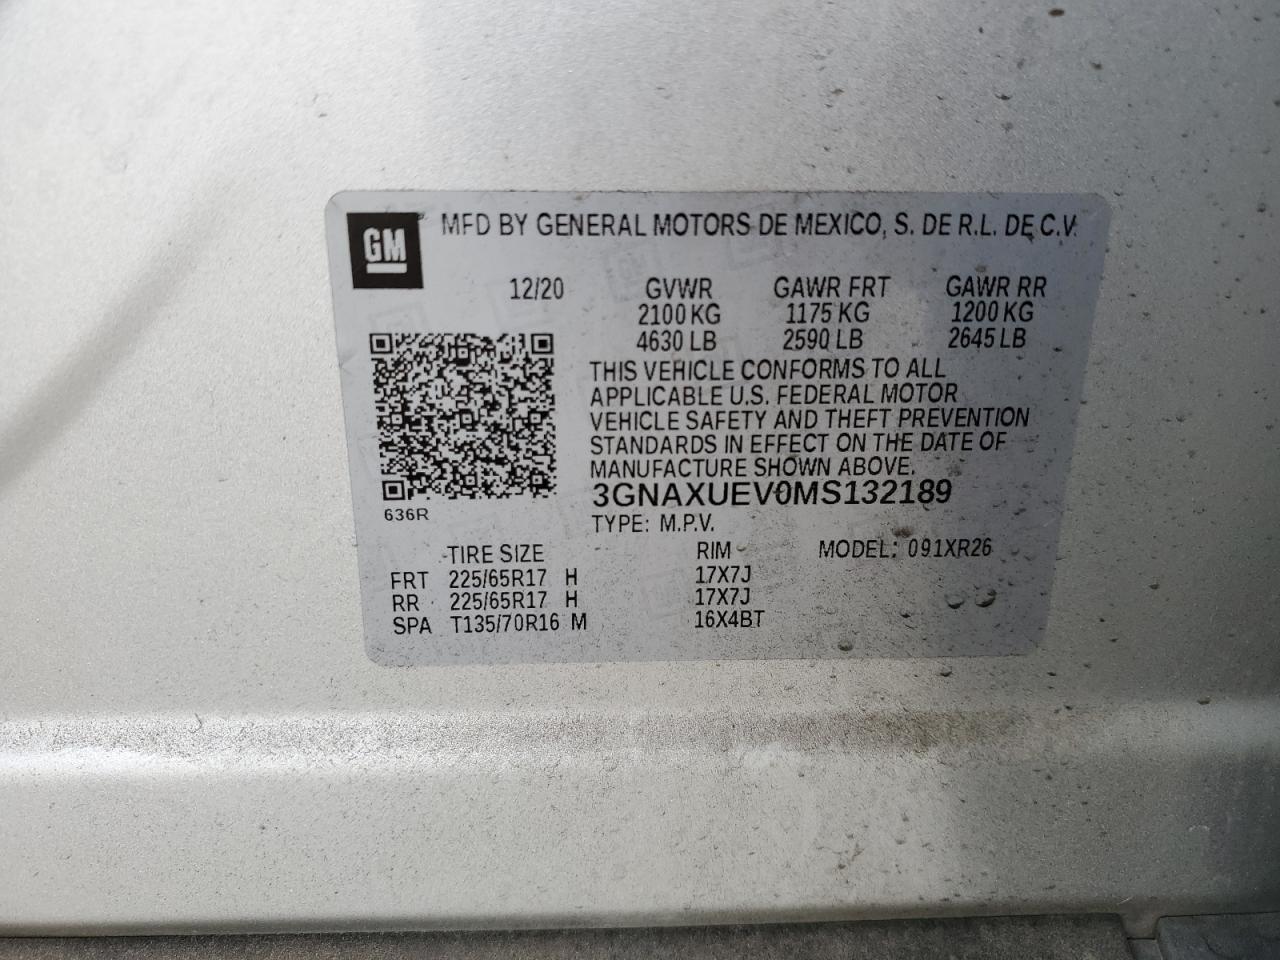 GM MFD BY GENERAL MOTORS DE MEXICO, S. DE R.L. DE C.V.
12/20 GVWR GAWR FRT GAWR RR
2100 KG 1175 KG 1200 KG
4630 LB 2590 LB 2645 LB
THIS VEHICLE CONFORMS TO ALL
APPLICABLE U.S. FEDERAL MOTOR
VEHICLE SAFETY AND THEFT PREVENTION
STANDARDS IN EFFECT ON THE DATE OF
MANUFACTURE SHOWN ABOVE.
3GNAXUEV0MS132189
636R
TYPE: M.P.V.
TIRE SIZE RIM MODEL: 091XR26
FRT 225/65R17 H 17X7J
RR 225/65R17 H 17X7J
SPA T135/70R16 M 16X4BT